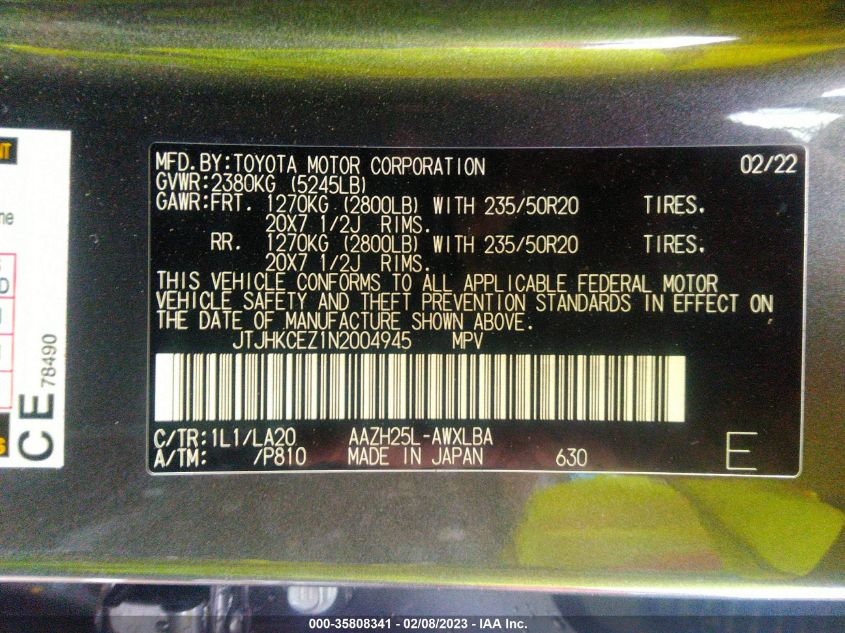 MFD. BY: TOYOTA MOTOR CORPORATION 02/22
GVWR: 2380KG (5245LB)
GAWR: FRT. 1270KG (2800LB) WITH 235/50R20 TIRES.
20X7 1/2J RIMS.
RR. 1270KG (2800LB) WITH 235/50R20 TIRES.
20X7 1/2J RIMS.
THIS VEHICLE CONFORMS TO ALL APPLICABLE FEDERAL MOTOR
VEHICLE SAFETY AND THEFT PREVENTION STANDARDS IN EFFECT ON
THE DATE OF MANUFACTURE SHOWN ABOVE.
JTJHKCEZ1N2004945 MPV
C/TR: 1L1/LA20 AAZH25L-AWXLBA
A/TM: /P810 MADE IN JAPAN 630 E
CE 78490
000-35808341 - 02/08/2023 - IAA Inc.